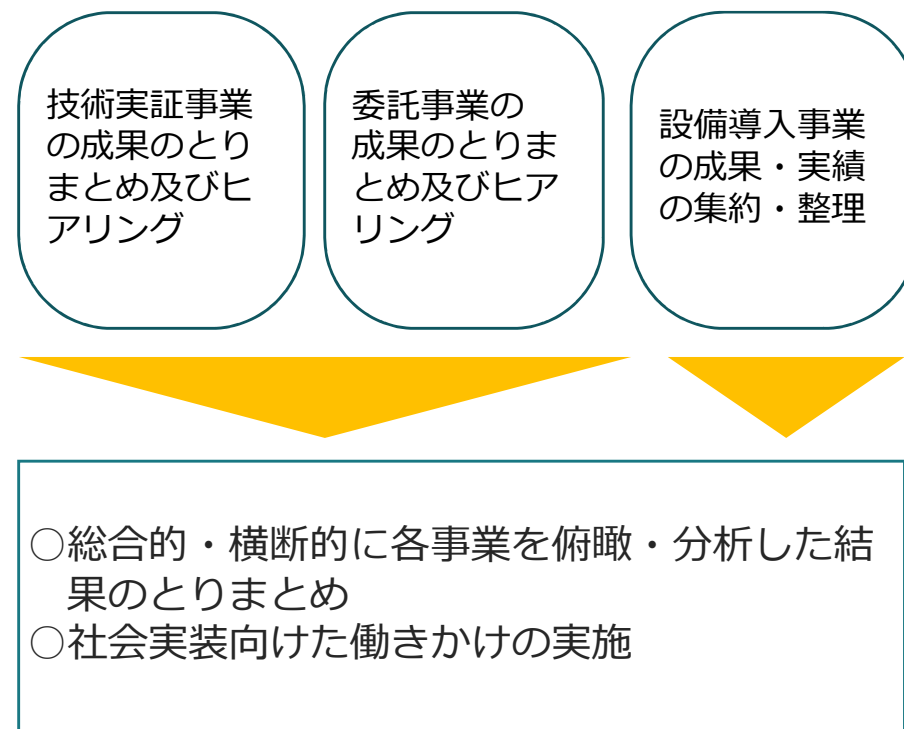 技術実証事業
の成果のとり
まとめ及びヒ
アリング
委託事業の
成果のとりま
とめ及びヒア
リング
設備導入事業
の成果・実績
の集約・整理
○総合的・横断的に各事業を俯瞰・分析した結
果のとりまとめ
○社会実装向けた働きかけの実施